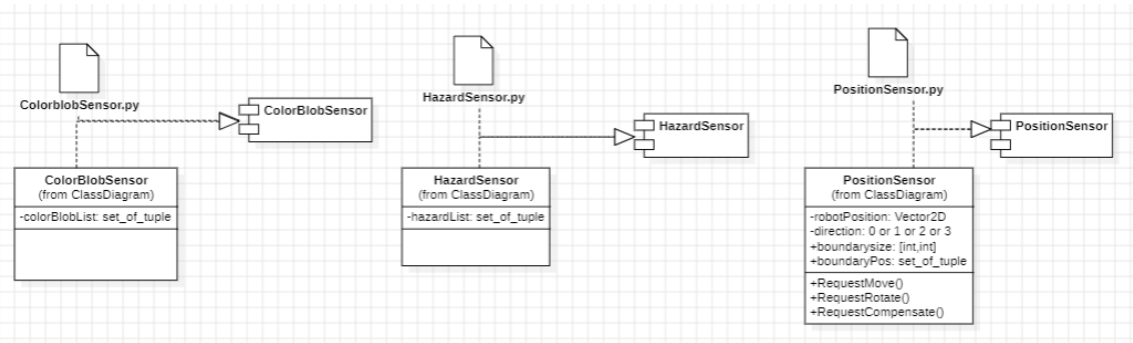 ColorblobSensor.py
ColorBlobSensor
ColorBlobSensor
(from ClassDiagram)
-colorBlobList: set_of_tuple
HazardSensor.py
HazardSensor
HazardSensor
(from ClassDiagram)
-hazardList: set_of_tuple
PositionSensor.py
PositionSensor
PositionSensor
(from ClassDiagram)
-robotPosition: Vector2D
-direction: 0 or 1 or 2 or 3
+boundarysize: [int,int]
+boundaryPos: set_of_tuple
+RequestMove()
+RequestRotate()
+RequestCompensate()